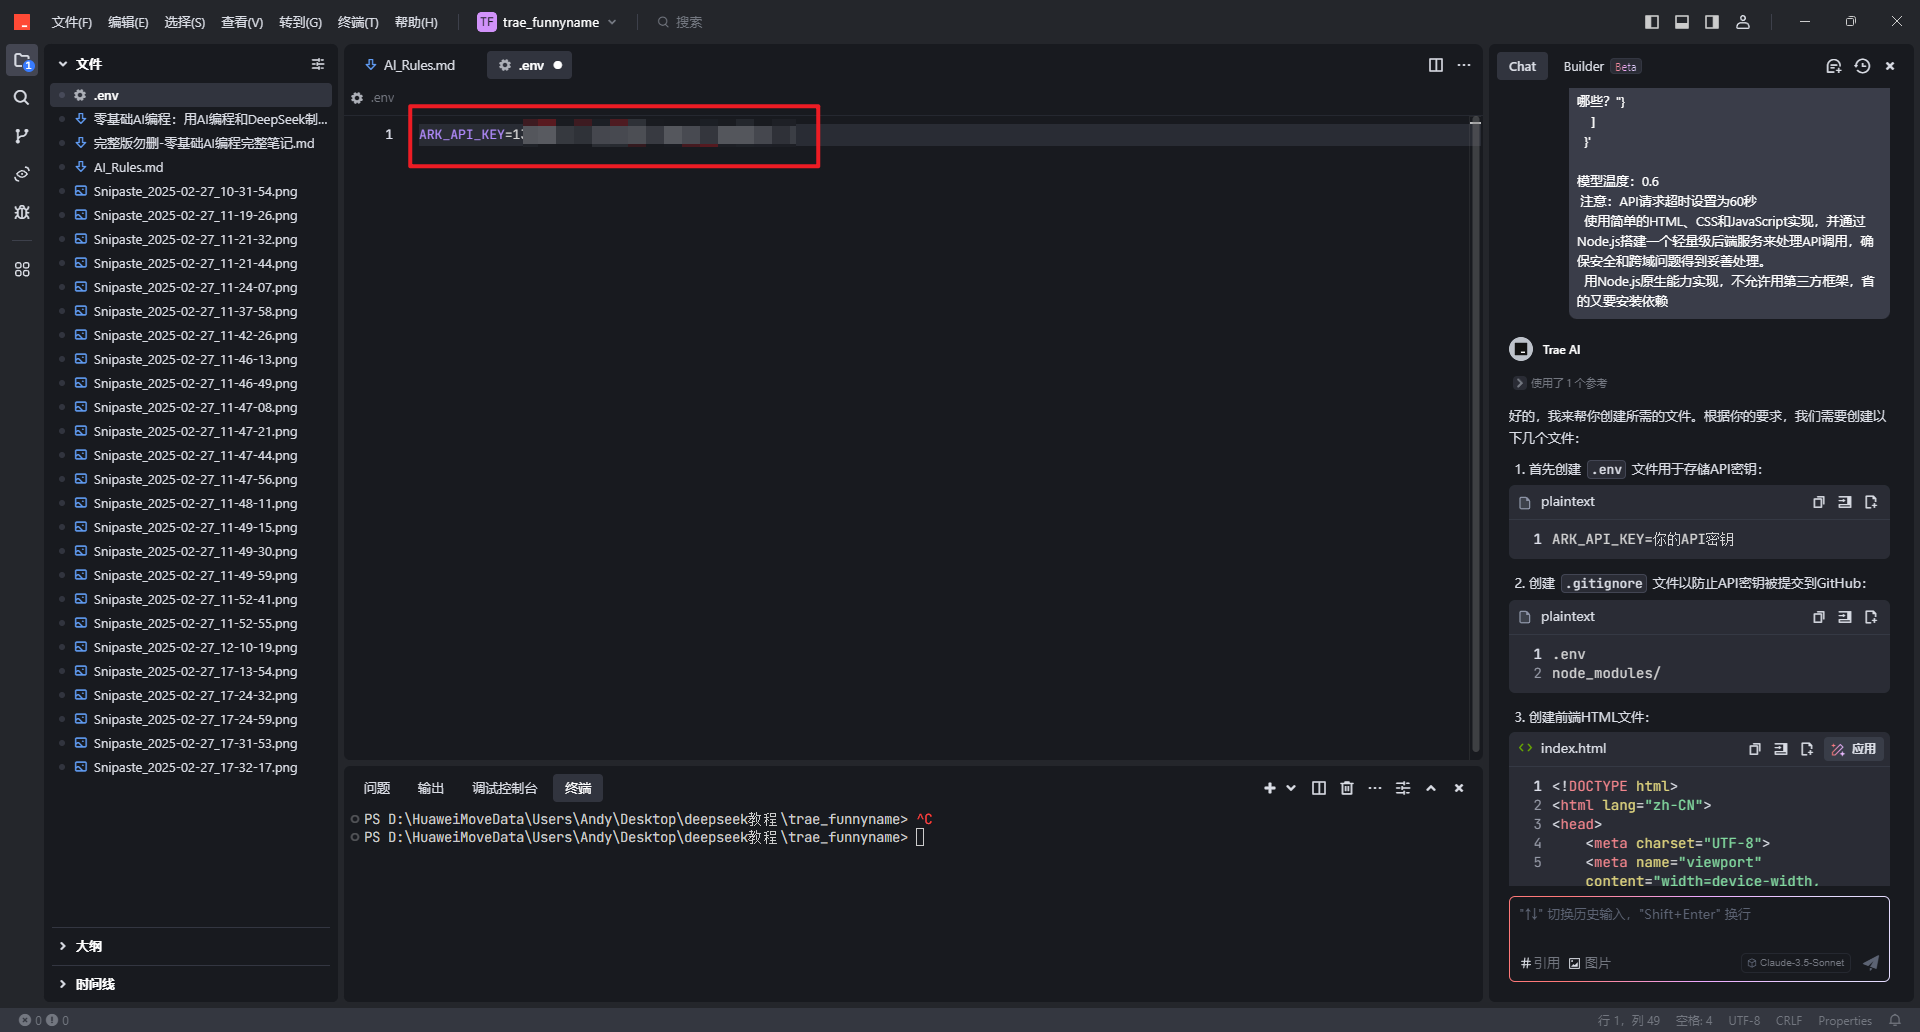 文件(F) 编辑(E) 选择(S) 查看(V) 转到(G) 终端(T) 帮助(H) TF trae_funnyname 搜索
文件
.env
零基础AI编程：用AI编程和DeepSeek制...
完整版勿删-零基础AI编程完整笔记.md
AI_Rules.md
Snipaste_2025-02-27_10-31-54.png
Snipaste_2025-02-27_11-19-26.png
Snipaste_2025-02-27_11-21-32.png
Snipaste_2025-02-27_11-21-44.png
Snipaste_2025-02-27_11-24-07.png
Snipaste_2025-02-27_11-37-58.png
Snipaste_2025-02-27_11-42-26.png
Snipaste_2025-02-27_11-46-13.png
Snipaste_2025-02-27_11-46-49.png
Snipaste_2025-02-27_11-47-08.png
Snipaste_2025-02-27_11-47-21.png
Snipaste_2025-02-27_11-47-44.png
Snipaste_2025-02-27_11-47-56.png
Snipaste_2025-02-27_11-48-11.png
Snipaste_2025-02-27_11-49-15.png
Snipaste_2025-02-27_11-49-30.png
Snipaste_2025-02-27_11-49-59.png
Snipaste_2025-02-27_11-52-41.png
Snipaste_2025-02-27_11-52-55.png
Snipaste_2025-02-27_12-10-19.png
Snipaste_2025-02-27_17-13-54.png
Snipaste_2025-02-27_17-24-32.png
Snipaste_2025-02-27_17-24-59.png
Snipaste_2025-02-27_17-31-53.png
Snipaste_2025-02-27_17-32-17.png
大纲
时间线
AI_Rules.md .env
.env
1 ARK_API_KEY=1
问题 输出 调试控制台 终端
PS D:\HuaweiMoveData\Users\Andy\Desktop\deepseek教程\trae_funnyname> ^C
PS D:\HuaweiMoveData\Users\Andy\Desktop\deepseek教程\trae_funnyname>
Chat Builder Beta
哪些？"}
]
}'
模型温度：0.6
注意：API请求超时设置为60秒
使用简单的HTML、CSS和JavaScript实现，并通过
Node.js搭建一个轻量级后端服务来处理API调用，确
保安全和跨域问题得到妥善处理。
用Node.js原生能力实现，不允许用第三方框架，省
的又要安装依赖
Trae AI
使用了 1 个参考
好的，我来帮你创建所需的文件。根据你的要求，我们需要创建以
下几个文件：
1. 首先创建 .env 文件用于存储API密钥：
plaintext
1 ARK_API_KEY=你的API密钥
2. 创建 .gitignore 文件以防止API密钥被提交到GitHub：
plaintext
1 .env
2 node_modules/
3. 创建前端HTML文件：
index.html 应用
1 <!DOCTYPE html>
2 <html lang="zh-CN">
3 <head>
4 <meta charset="UTF-8">
5 <meta name="viewport"
content="width=device-width,
"↑↓" 切换历史输入，"Shift+Enter" 换行
# 引用 图片 Claude-3.5-Sonnet
0 0 行 1，列 49 空格: 4 UTF-8 CRLF Properties